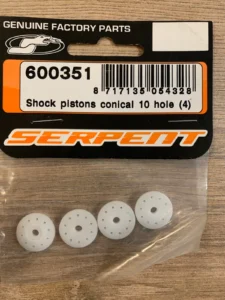 GENUINE FACTORY PARTS
600351
8 717135 054328
Shock pistons conical 10 hole (4)
SERPENT